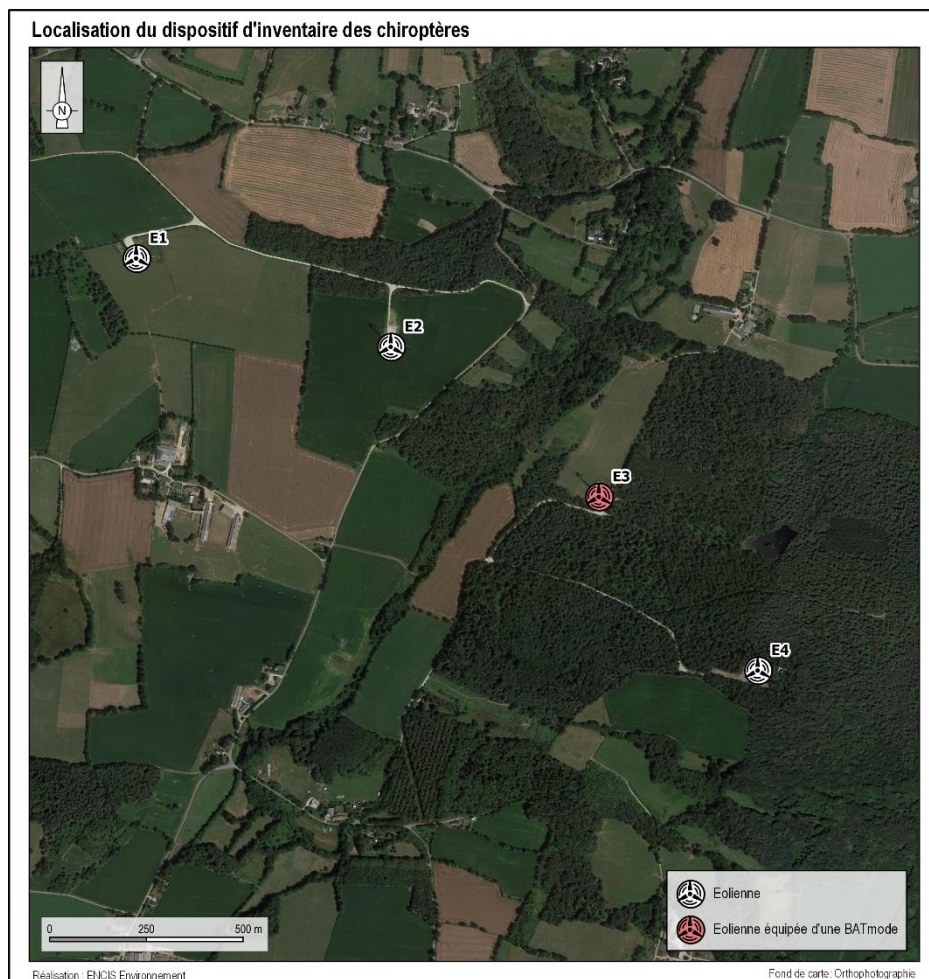 Localisation du dispositif d'inventaire des chiroptères
N
E1
E2
E3
E4
Eolienne
Eolienne équipée d'une BATmode
0 250 500 m
Réalisation : ENCIS Environnement
Fond de carte: Orthophotographie